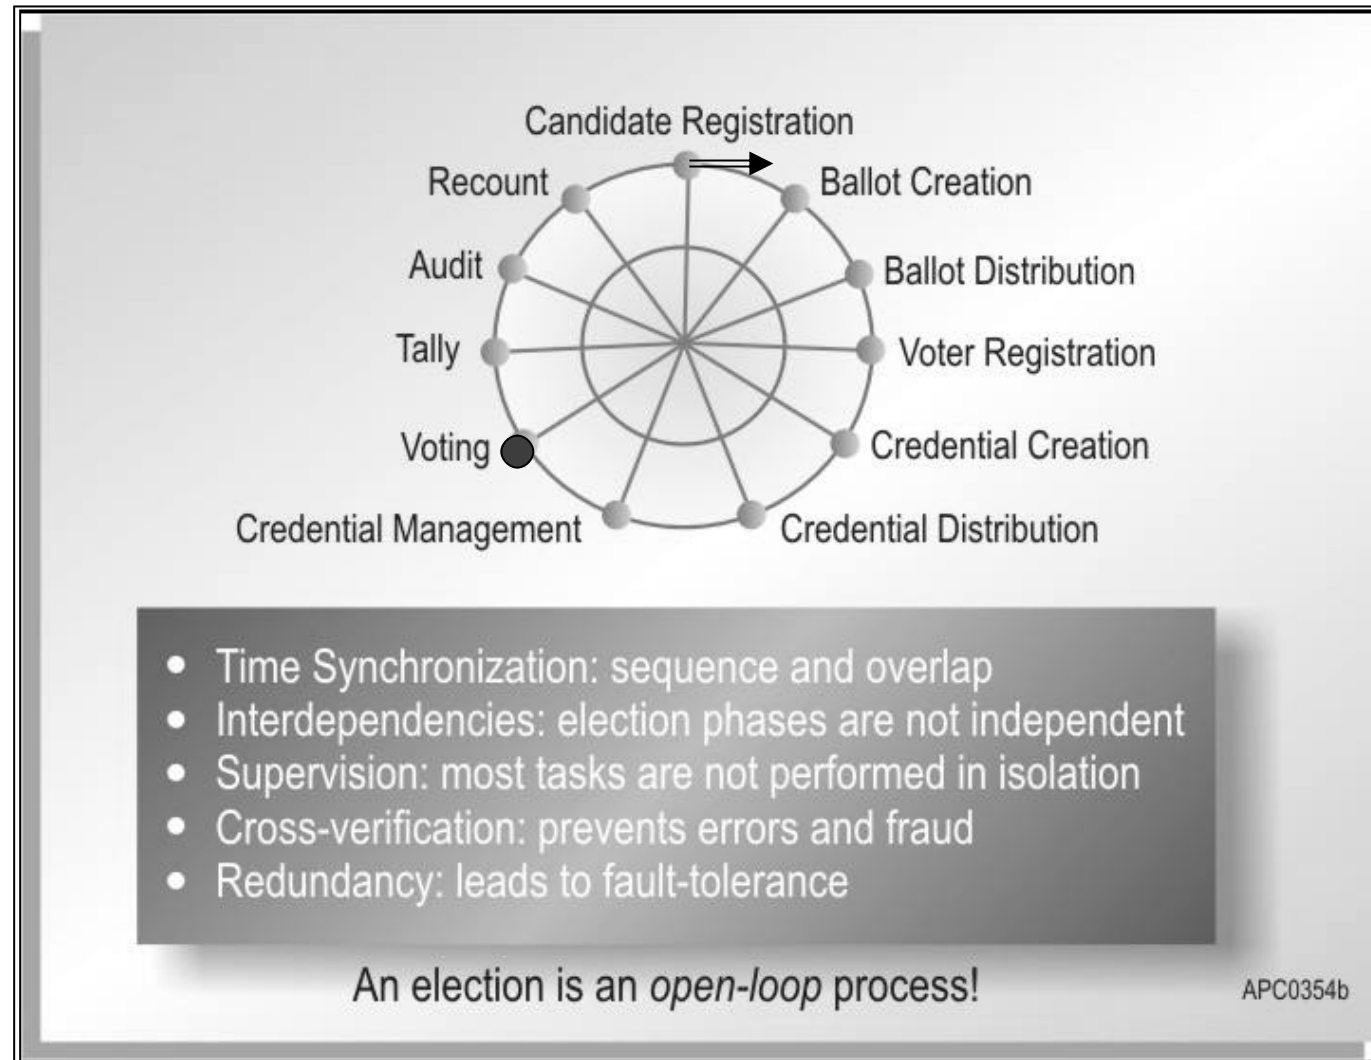 Candidate Registration
Recount
Ballot Creation
Audit
Ballot Distribution
Tally
Voter Registration
Voting
Credential Creation
Credential Management
Credential Distribution
• Time Synchronization: sequence and overlap
• Interdependencies: election phases are not independent
• Supervision: most tasks are not performed in isolation
• Cross-verification: prevents errors and fraud
• Redundancy: leads to fault-tolerance
An election is an open-loop process!
APC0354b